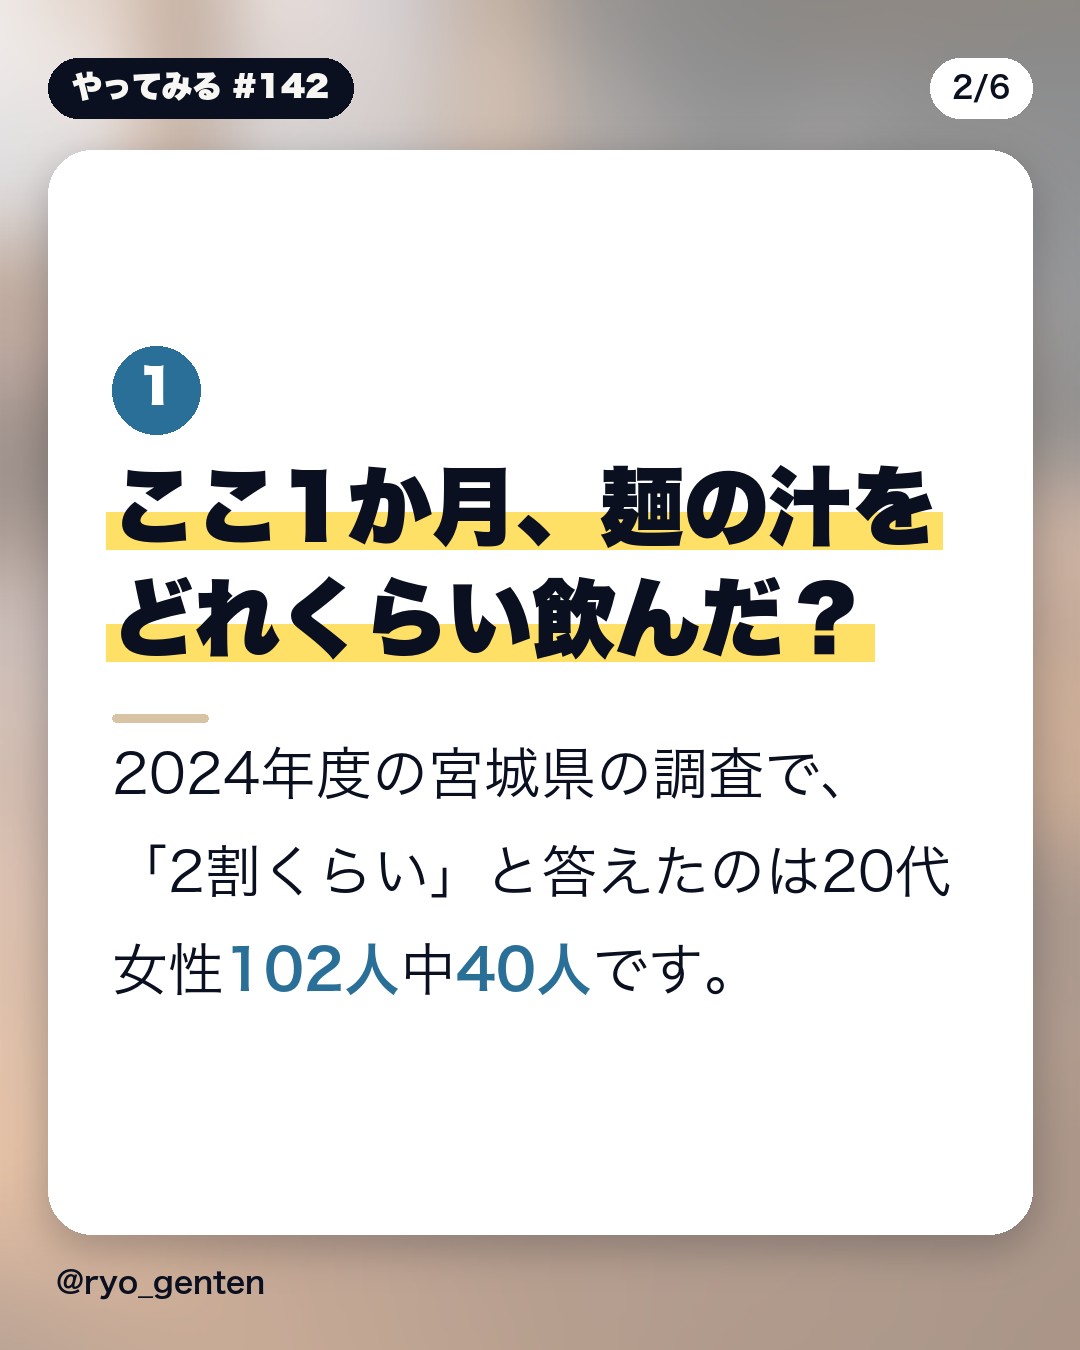 やってみる #142
2/6
1
ここ1か月、麺の汁を
どれくらい飲んだ？
2024年度の宮城県の調査で、
「2割くらい」と答えたのは20代
女性102人中40人です。
@ryo_genten